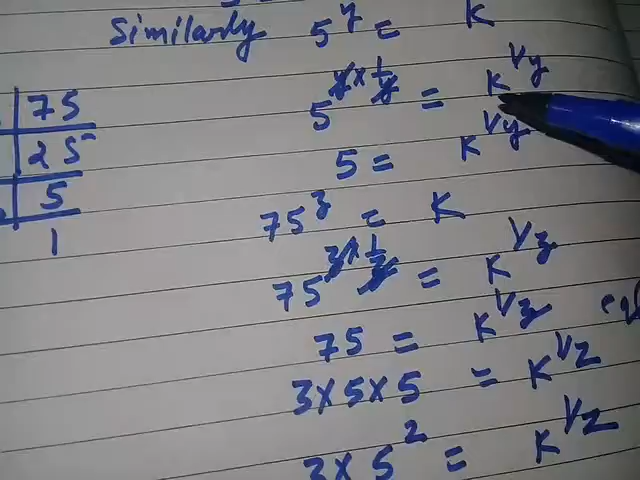 Similarly 5^y = K
5^(y×1/y) = K^(1/y)
5 = K^(1/y)
75^z = K
75^(z×1/z) = K^(1/z)
75 = K^(1/z)
3×5×5 = K^(1/z)
3×5^2 = K^(1/z)
75
25
5
1